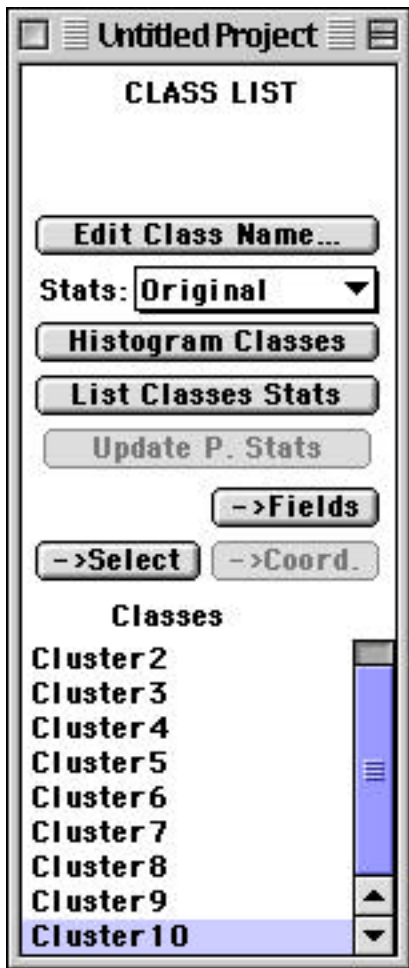 Untitled Project
CLASS LIST
Edit Class Name...
Stats: Original
Histogram Classes
List Classes Stats
Update P. Stats
->Fields
->Select ->Coord.
Classes
Cluster2
Cluster3
Cluster4
Cluster5
Cluster6
Cluster7
Cluster8
Cluster9
Cluster10